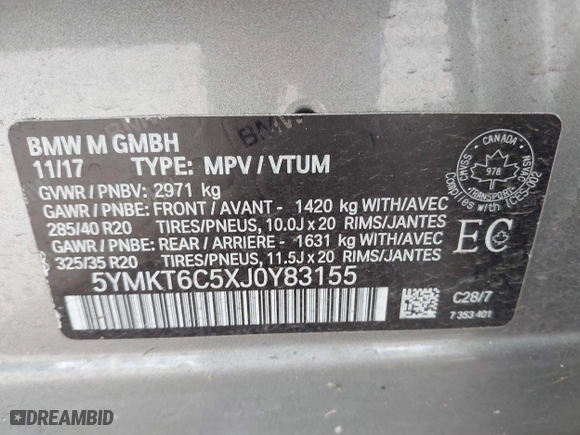 BMW M GMBH
11/17 TYPE: MPV / VTUM
GVWR / PNBV: 2971 kg
GAWR / PNBE: FRONT / AVANT - 1420 kg WITH/AVEC
285/40 R20 TIRES/PNEUS, 10.0J x 20 RIMS/JANTES
GAWR / PNBE: REAR / ARRIERE - 1631 kg WITH/AVEC
325/35 R20 TIRES/PNEUS, 11.5J x 20 RIMS/JANTES
5YMKT6C5XJ0Y83155
CANADA
CMVSS
NSVAC
978
TRANSPORT
Complies with ICES-002
EC
C28/7
7 353 401
BMW
DREAMBID